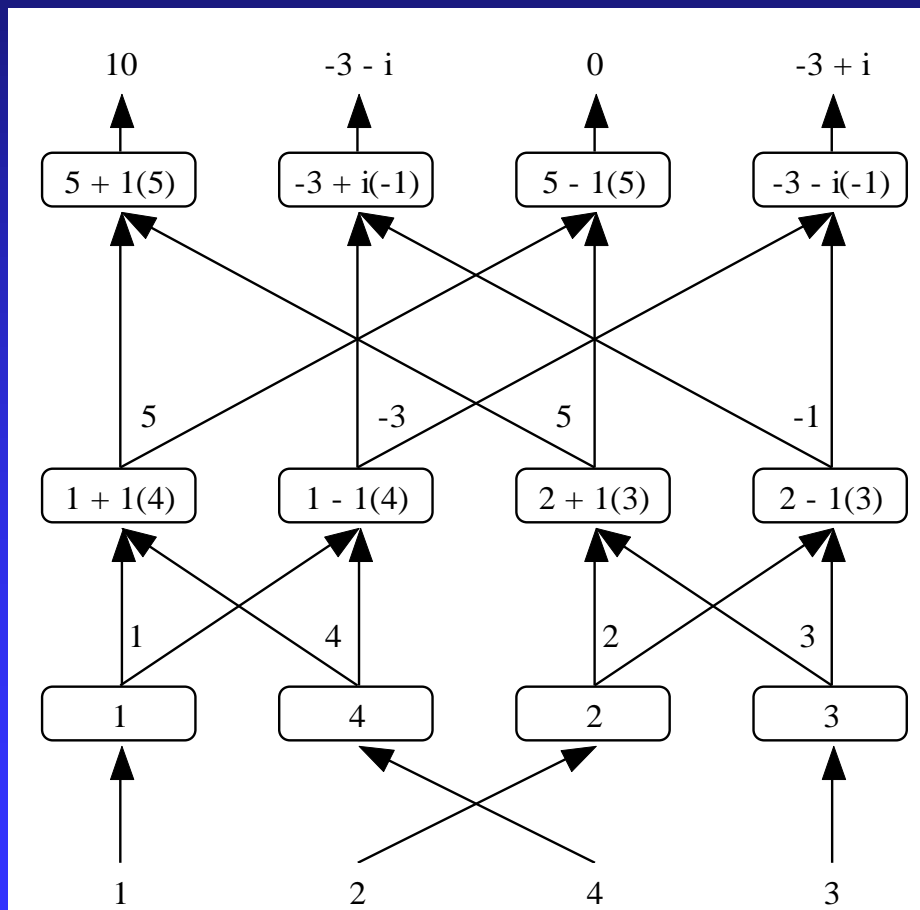 10 -3 - i 0 -3 + i
5 + 1(5) -3 + i(-1) 5 - 1(5) -3 - i(-1)
5 -3 5 -1
1 + 1(4) 1 - 1(4) 2 + 1(3) 2 - 1(3)
1 4 2 3
1 4 2 3
1 2 4 3